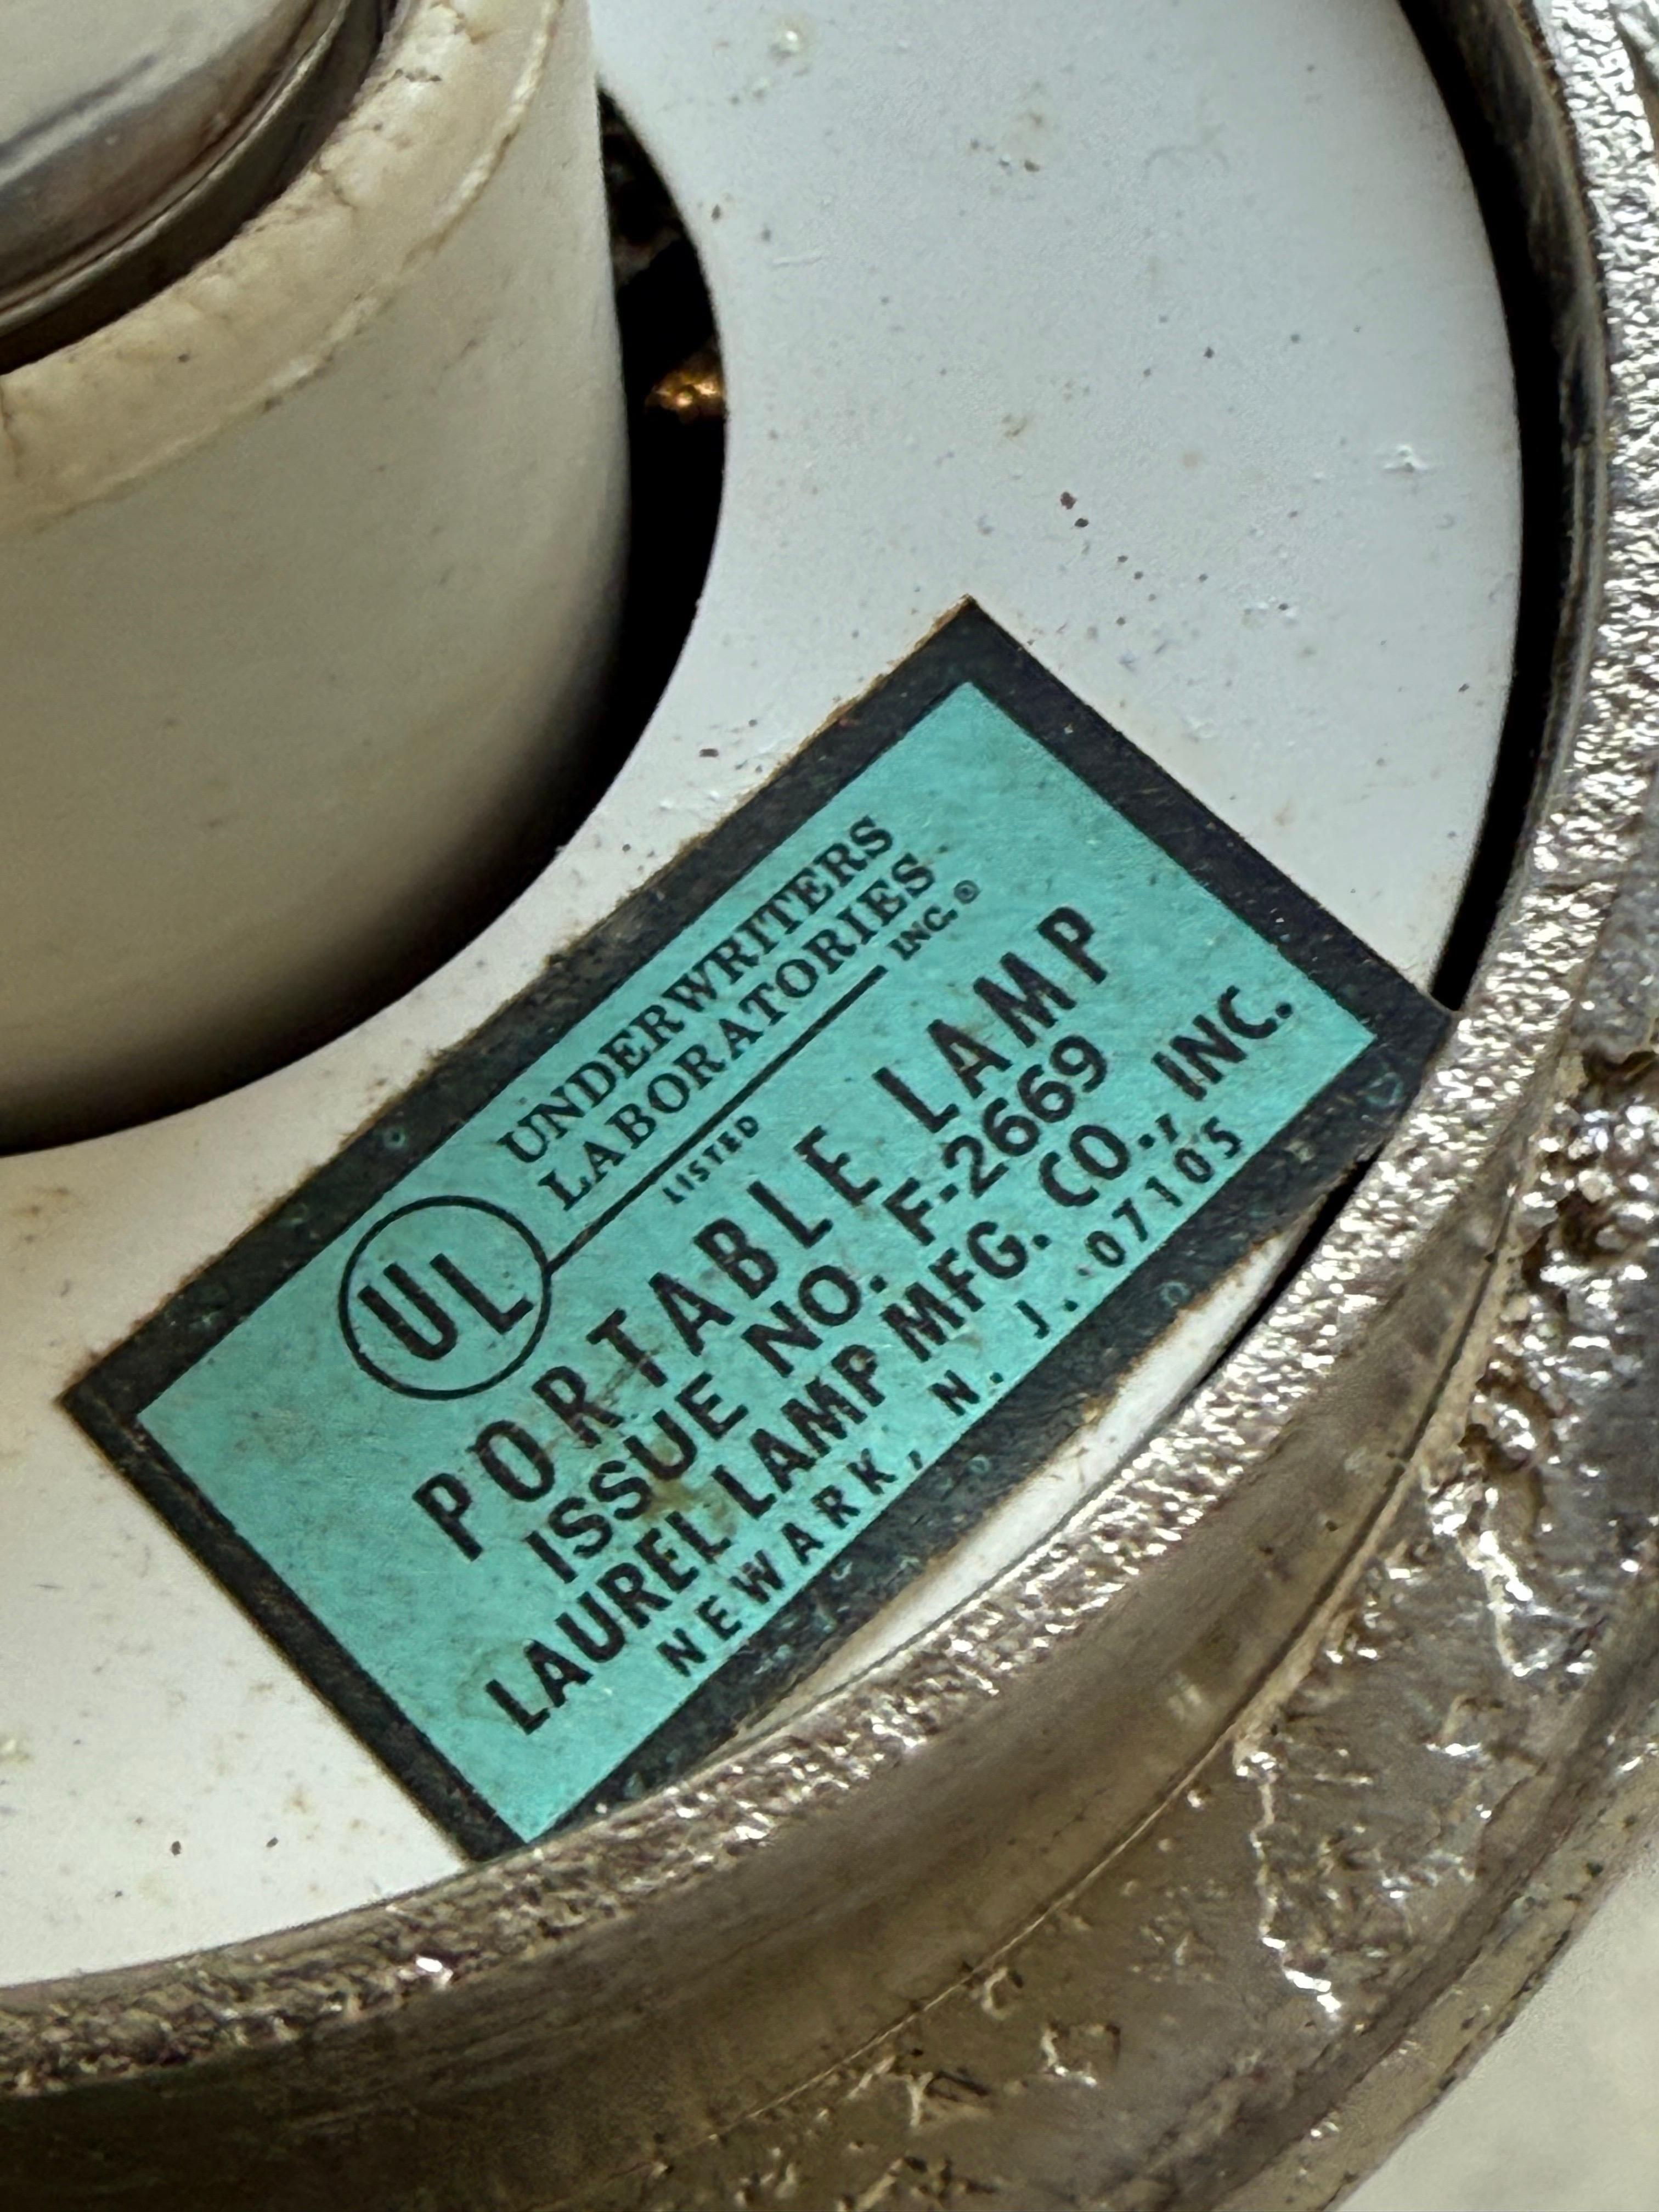 UL
UNDERWRITERS
LABORATORIES
INC.®
LISTED
PORTABLE LAMP
ISSUE NO. F-2669
LAUREL LAMP MFG. CO., INC.
NEWARK, N. J. 07105